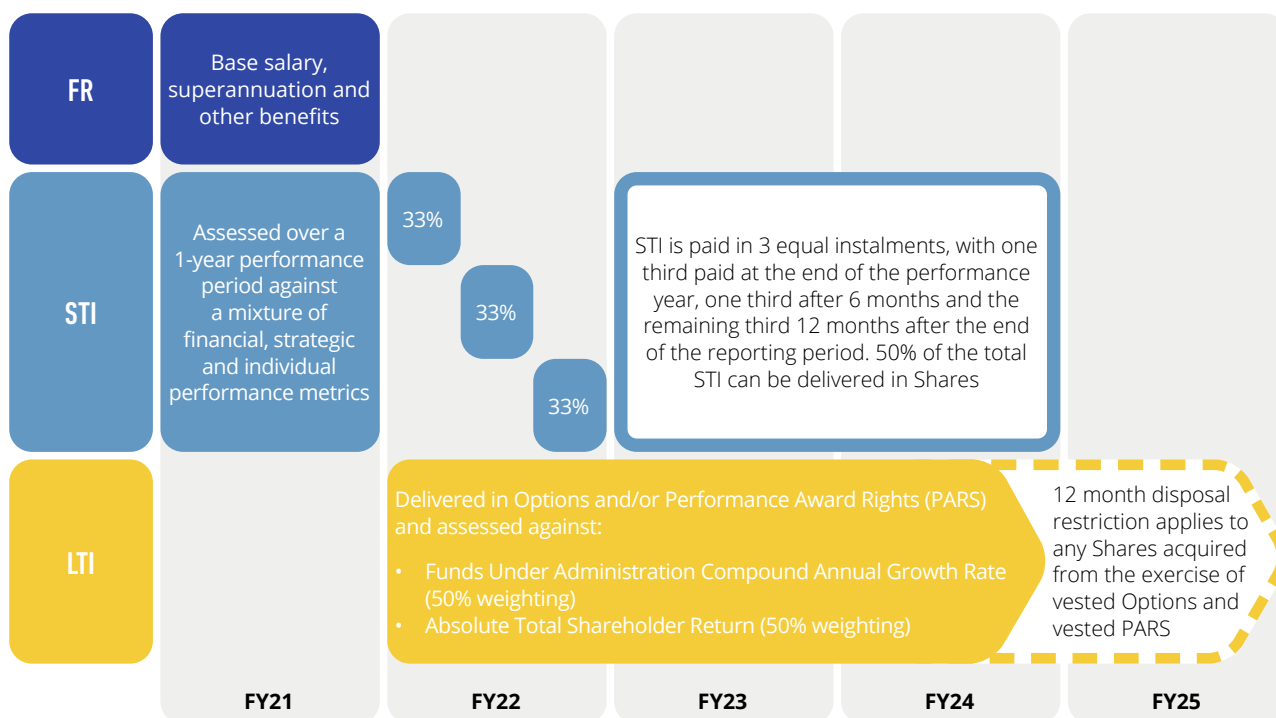 FR
Base salary,
superannuation and
other benefits
STI
Assessed over a
1-year performance
period against
a mixture of
financial, strategic
and individual
performance metrics
33%
33%
33%
STI is paid in 3 equal instalments, with one
third paid at the end of the performance
year, one third after 6 months and the
remaining third 12 months after the end
of the reporting period. 50% of the total
STI can be delivered in Shares
LTI
Delivered in Options and/or Performance Award Rights (PARS)
and assessed against:
• Funds Under Administration Compound Annual Growth Rate
(50% weighting)
• Absolute Total Shareholder Return (50% weighting)
12 month disposal
restriction applies to
any Shares acquired
from the exercise of
vested Options and
vested PARS
FY21
FY22
FY23
FY24
FY25